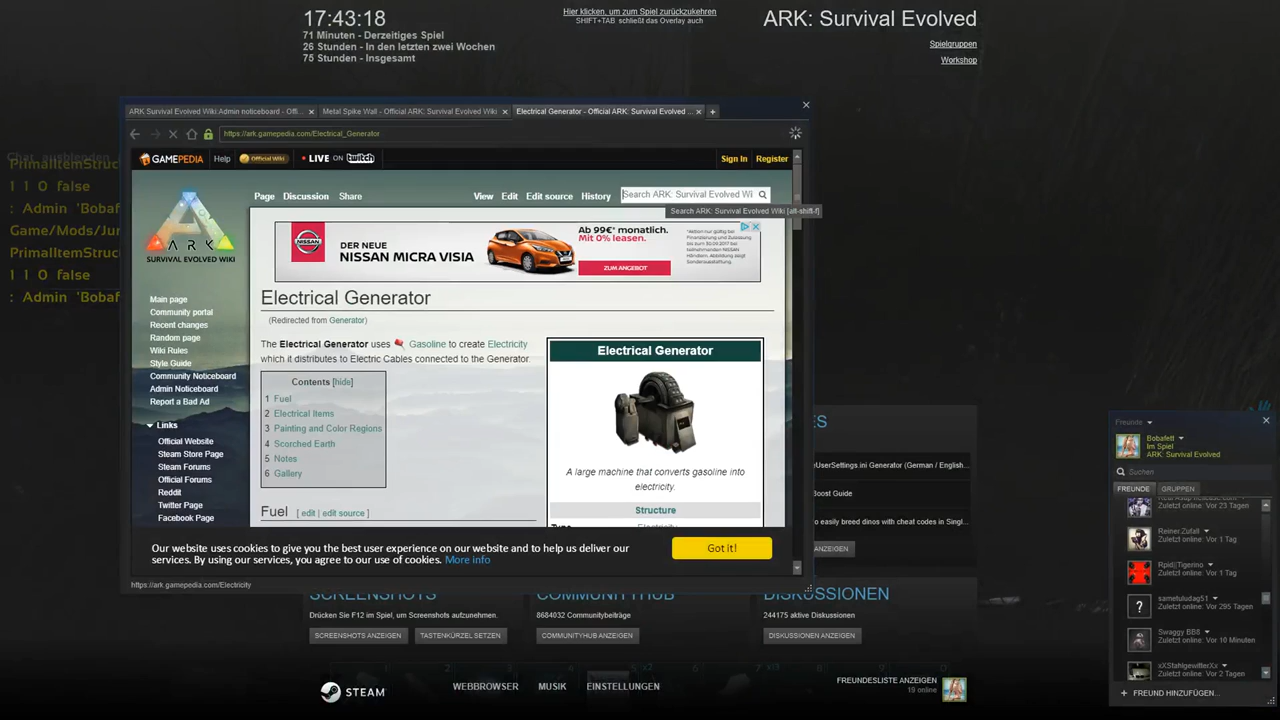 17:43:18
71 Minuten - Derzeitiges Spiel
26 Stunden - In den letzten zwei Wochen
75 Stunden - Insgesamt
Hier klicken, um zum Spiel zurückzukehren
SHIFT+TAB schließt das Overlay auch
ARK: Survival Evolved
Spielgruppen
Workshop
ARK Survival Evolved Wiki:Admin noticeboard - Offi...
Metal Spike Wall - Official ARK: Survival Evolved Wiki
Electrical Generator - Official ARK: Survival Evolved ...
https://ark.gamepedia.com/Electrical_Generator
GAMEPEDIA
Help
Official Wiki
LIVE ON twitch
Sign In
Register
PrimalItemStruc
1 1 0 false
: Admin 'Bobaf
Game/Mods/Jur
PrimalItemStruc
1 1 0 false
: Admin 'Bobaf
ARK
SURVIVAL EVOLVED WIKI
Page
Discussion
Share
View
Edit
Edit source
History
Search ARK: Survival Evolved Wi
Search ARK: Survival Evolved Wiki [alt-shift-f]
NISSAN
DER NEUE
NISSAN MICRA VISIA
Ab 99€* monatlich.
Mit 0% leasen.
ZUM ANGEBOT
Main page
Community portal
Recent changes
Random page
Wiki Rules
Style Guide
Community Noticeboard
Admin Noticeboard
Report a Bad Ad
Links
Official Website
Steam Store Page
Steam Forums
Official Forums
Reddit
Twitter Page
Facebook Page
Electrical Generator
(Redirected from Generator)
The Electrical Generator uses Gasoline to create Electricity
which it distributes to Electric Cables connected to the Generator.
Contents [hide]
1 Fuel
2 Electrical Items
3 Painting and Color Regions
4 Scorched Earth
5 Notes
6 Gallery
Fuel [ edit | edit source ]
Electrical Generator
A large machine that converts gasoline into
electricity.
Structure
Type
Electricity
Our website uses cookies to give you the best user experience on our website and to help us deliver our
services. By using our services, you agree to our use of cookies. More info
Got it!
https://ark.gamepedia.com/Electricity
ES
UserSettings.ini Generator (German / English...
Boost Guide
o easily breed dinos with cheat codes in Singl...
ANZEIGEN
SCREENSHOTS
Drücken Sie F12 im Spiel, um Screenshots aufzunehmen.
SCREENSHOTS ANZEIGEN
TASTENKÜRZEL SETZEN
COMMUNITYHUB
8684032 Communitybeiträge
COMMUNITYHUB ANZEIGEN
DISKUSSIONEN
244175 aktive Diskussionen
DISKUSSIONEN ANZEIGEN
STEAM
WEBBROWSER
MUSIK
EINSTELLUNGEN
FREUNDESLISTE ANZEIGEN
19 online
Freunde
Bobafett
Im Spiel
ARK: Survival Evolved
Suchen
FREUNDE
GRUPPEN
Zuletzt online: Vor 23 Tagen
Reiner.Zufall
Zuletzt online: Vor 1 Tag
Rpid||Tigerino
Zuletzt online: Vor 1 Tag
sametuludag51
Zuletzt online: Vor 295 Tagen
Swaggy BB8
Zuletzt online: Vor 10 Minuten
xXStahlgewitterXx
Zuletzt online: Vor 2 Tagen
+ FREUND HINZUFÜGEN...